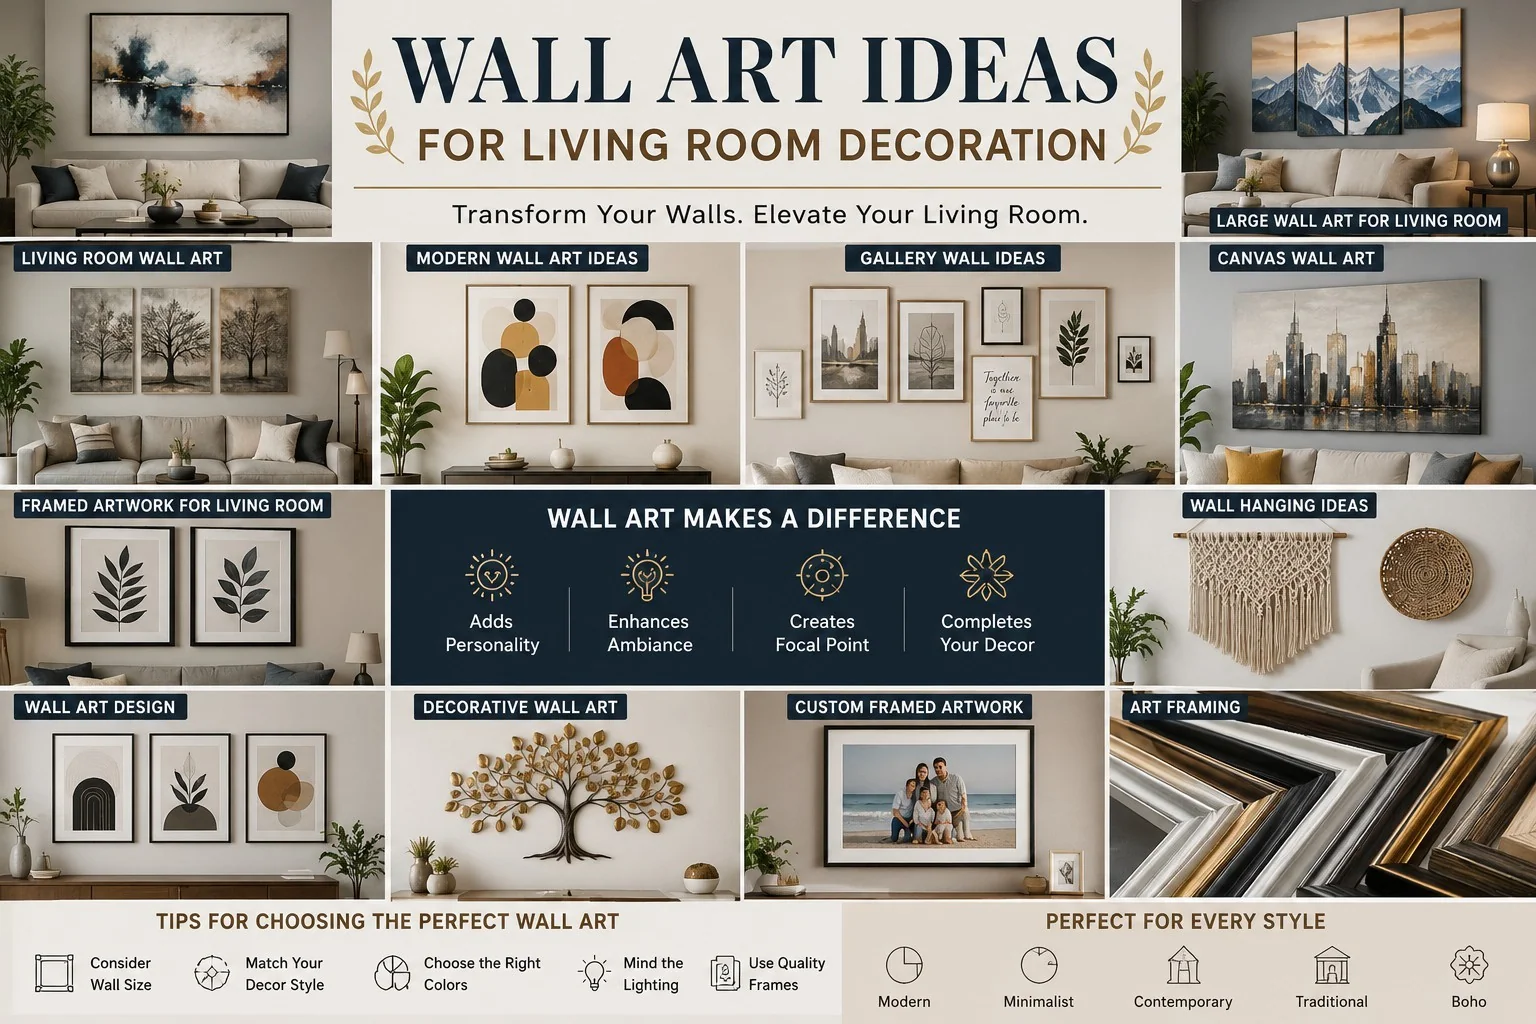 WALL ART IDEAS
FOR LIVING ROOM DECORATION
Transform Your Walls. Elevate Your Living Room.
LARGE WALL ART FOR LIVING ROOM
LIVING ROOM WALL ART
MODERN WALL ART IDEAS
GALLERY WALL IDEAS
Together
place to be
CANVAS WALL ART
FRAMED ARTWORK FOR LIVING ROOM
WALL ART MAKES A DIFFERENCE
Adds
Personality
Enhances
Ambiance
Creates
Focal Point
Completes
Your Decor
WALL HANGING IDEAS
WALL ART DESIGN
DECORATIVE WALL ART
CUSTOM FRAMED ARTWORK
ART FRAMING
TIPS FOR CHOOSING THE PERFECT WALL ART
Consider
Wall Size
Match Your
Decor Style
Choose the Right
Colors
Mind the
Lighting
Use Quality
Frames
PERFECT FOR EVERY STYLE
Modern
Minimalist
Contemporary
Traditional
Boho